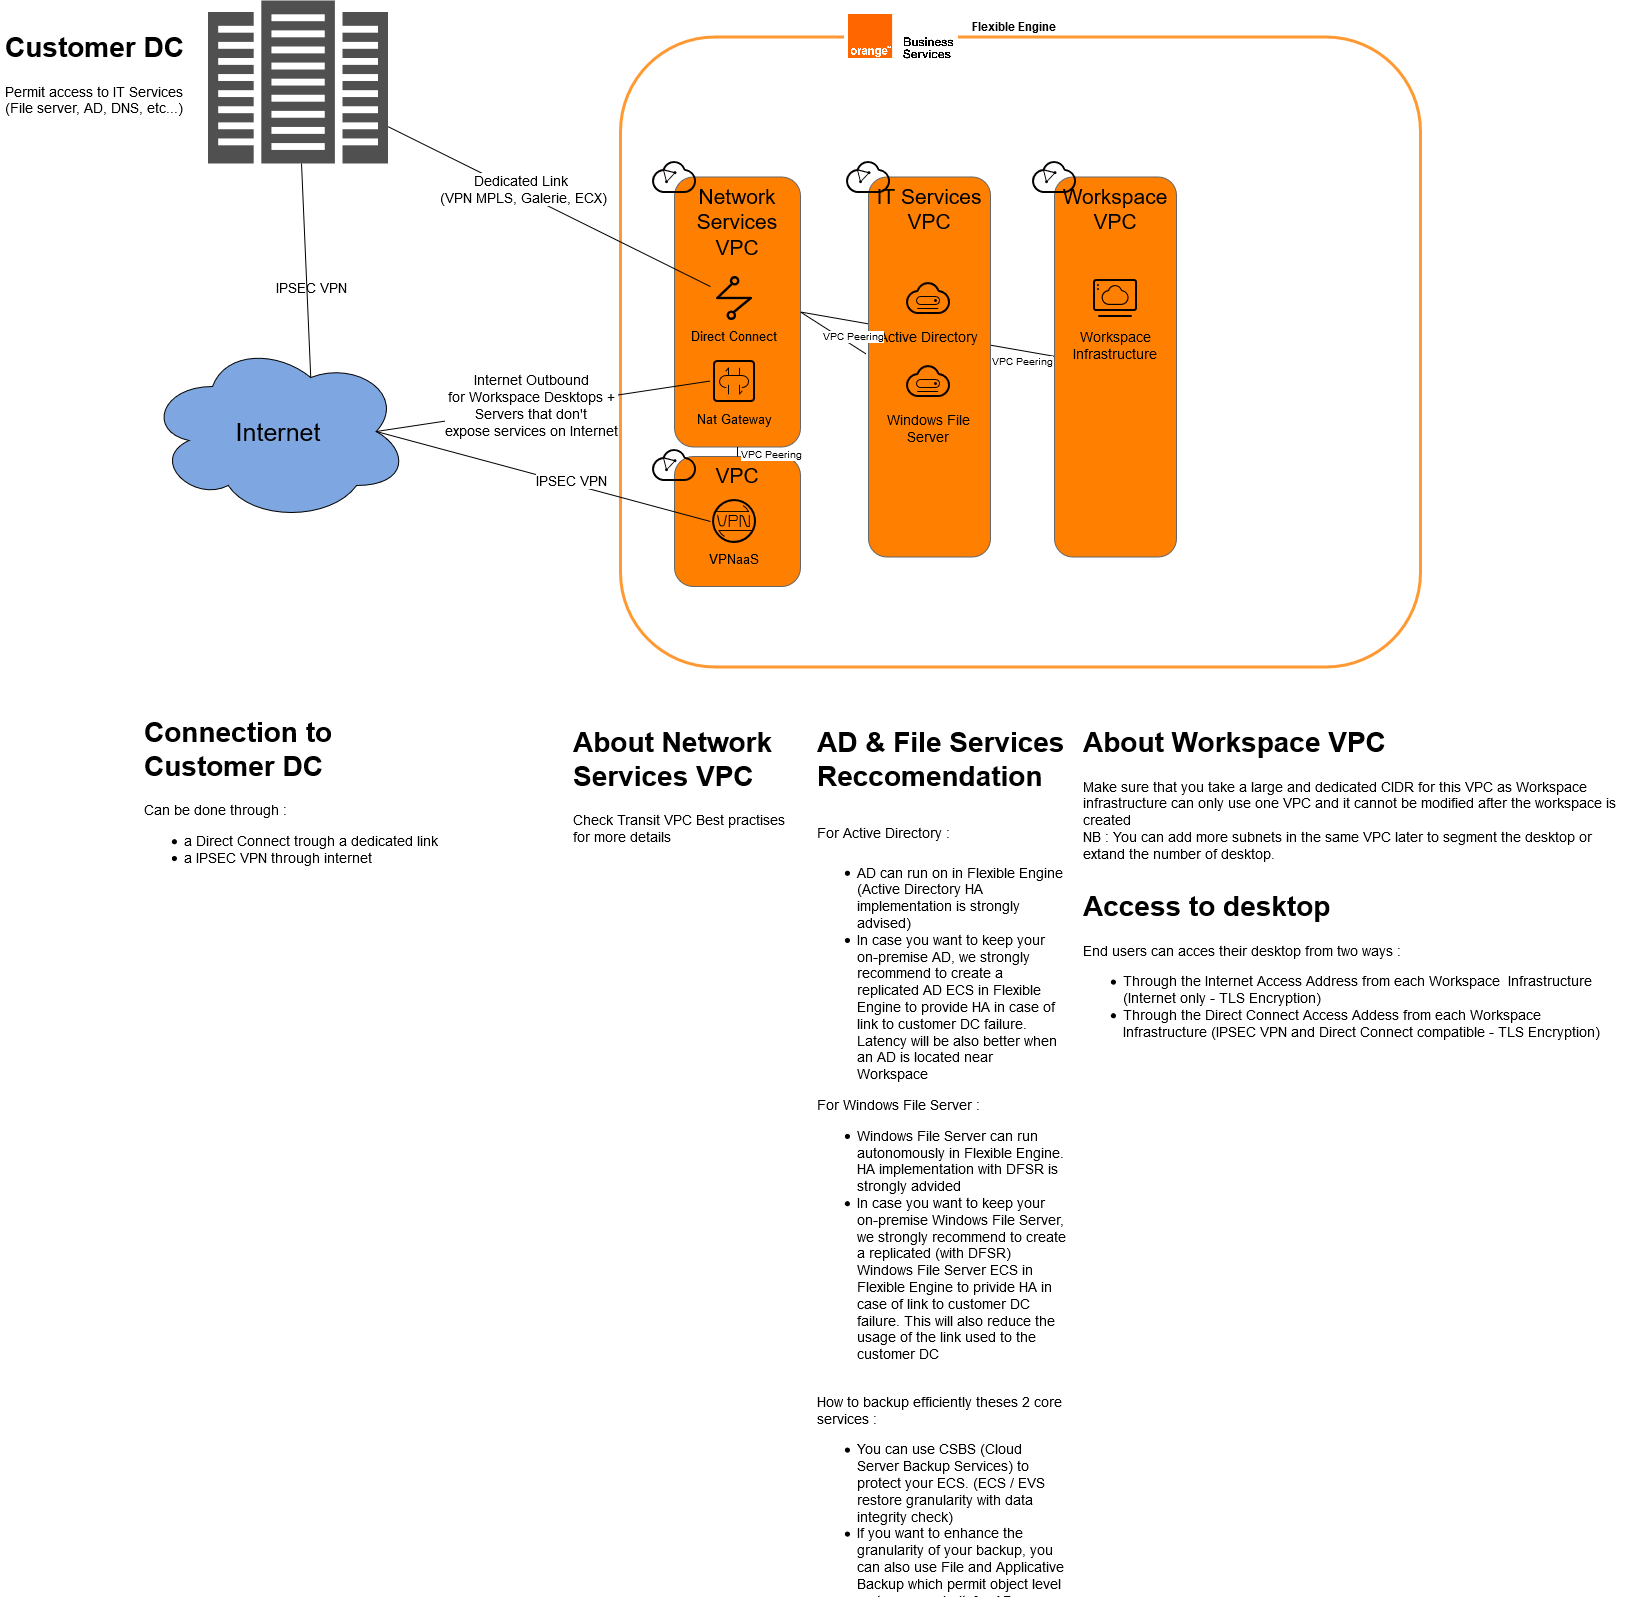 Customer DC
Permit access to IT Services
(File server, AD, DNS, etc...)
orange™
Business
Services
Flexible Engine
Dedicated Link
(VPN MPLS, Galerie, ECX)
IPSEC VPN
Internet
Internet Outbound
for Workspace Desktops +
Servers that don't
expose services on Internet
IPSEC VPN
Network
Services
VPC
Direct Connect
Nat Gateway
VPC Peering
VPC
VPN
VPNaaS
IT Services
VPC
VPC Peering
Active Directory
Windows File
Server
VPC Peering
Workspace
VPC
Workspace
Infrastructure
Connection to
Customer DC
Can be done through :
• a Direct Connect trough a dedicated link
• a IPSEC VPN through internet
About Network
Services VPC
Check Transit VPC Best practises
for more details
AD & File Services
Reccomendation
For Active Directory :
• AD can run on in Flexible Engine
(Active Directory HA
implementation is strongly
advised)
• In case you want to keep your
on-premise AD, we strongly
recommend to create a
replicated AD ECS in Flexible
Engine to provide HA in case of
link to customer DC failure.
Latency will be also better when
an AD is located near
Workspace
For Windows File Server :
• Windows File Server can run
autonomously in Flexible Engine.
HA implementation with DFSR is
strongly advided
• In case you want to keep your
on-premise Windows File Server,
we strongly recommend to create
a replicated (with DFSR)
Windows File Server ECS in
Flexible Engine to privide HA in
case of link to customer DC
failure. This will also reduce the
usage of the link used to the
customer DC
How to backup efficiently theses 2 core
services :
• You can use CSBS (Cloud
Server Backup Services) to
protect your ECS. (ECS / EVS
restore granularity with data
integrity check)
• If you want to enhance the
granularity of your backup, you
can also use File and Applicative
Backup which permit object level
About Workspace VPC
Make sure that you take a large and dedicated CIDR for this VPC as Workspace
infrastructure can only use one VPC and it cannot be modified after the workspace is
created
NB : You can add more subnets in the same VPC later to segment the desktop or
extand the number of desktop.
Access to desktop
End users can acces their desktop from two ways :
• Through the Internet Access Address from each Workspace Infrastructure
(Internet only - TLS Encryption)
• Through the Direct Connect Access Addess from each Workspace
Infrastructure (IPSEC VPN and Direct Connect compatible - TLS Encryption)